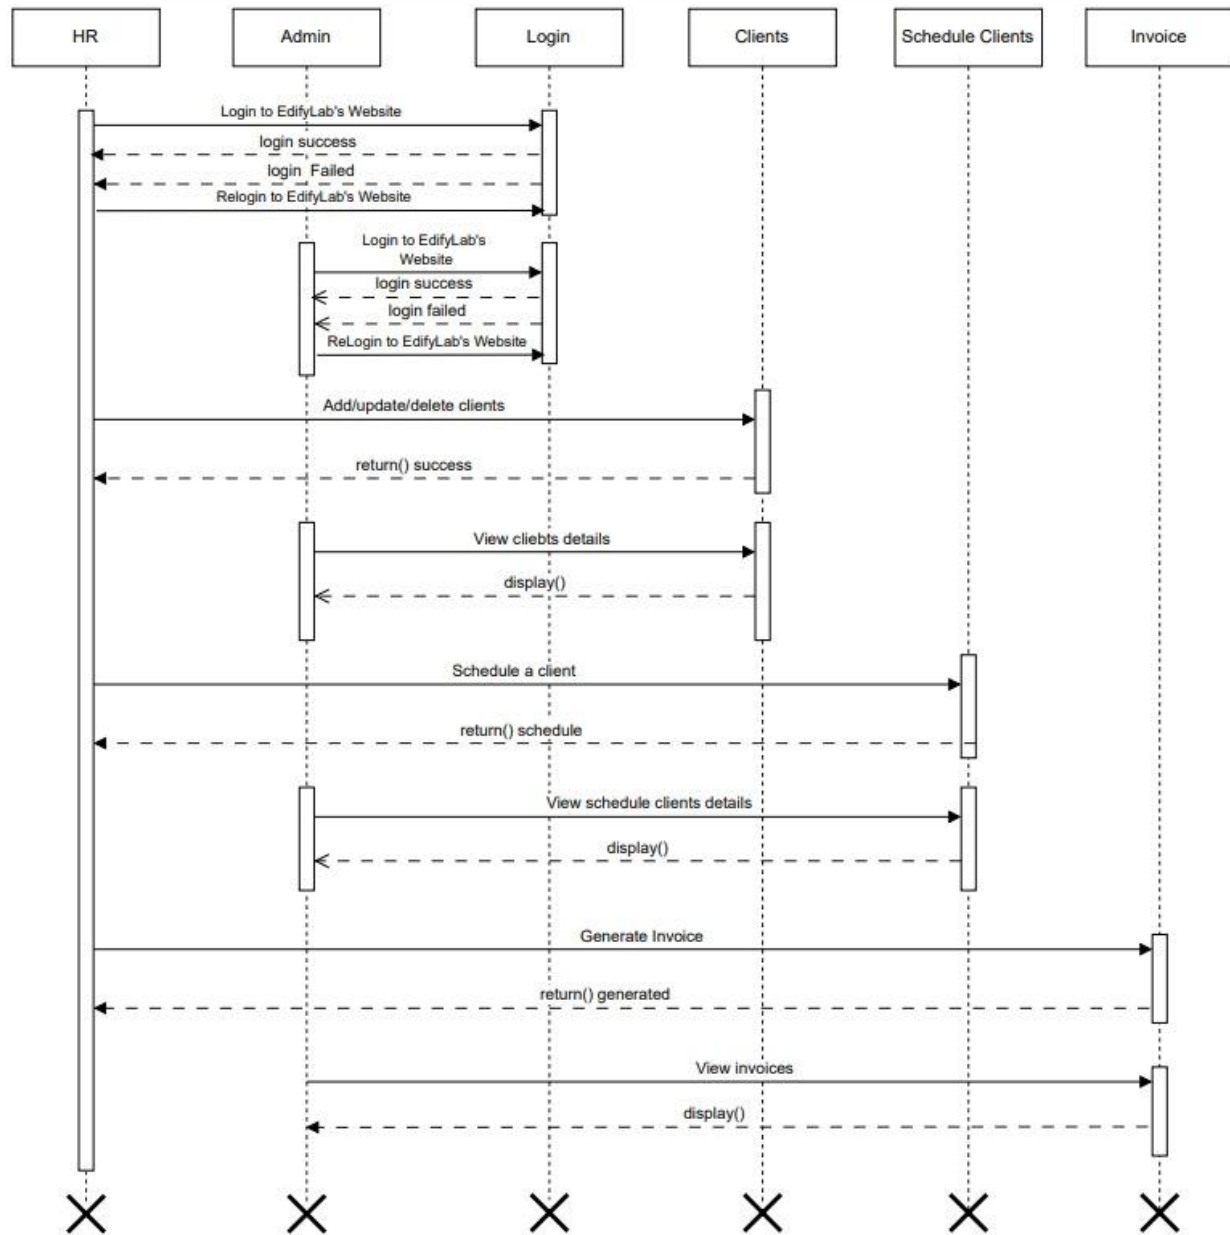 HR
Admin
Login
Clients
Schedule Clients
Invoice
Login to EdifyLab's Website
login success
login Failed
Relogin to EdifyLab's Website
Login to EdifyLab's
Website
login success
login failed
ReLogin to EdifyLab's Website
Add/update/delete clients
return() success
View cliebts details
display()
Schedule a client
return() schedule
View schedule clients details
display()
Generate Invoice
return() generated
View invoices
display()